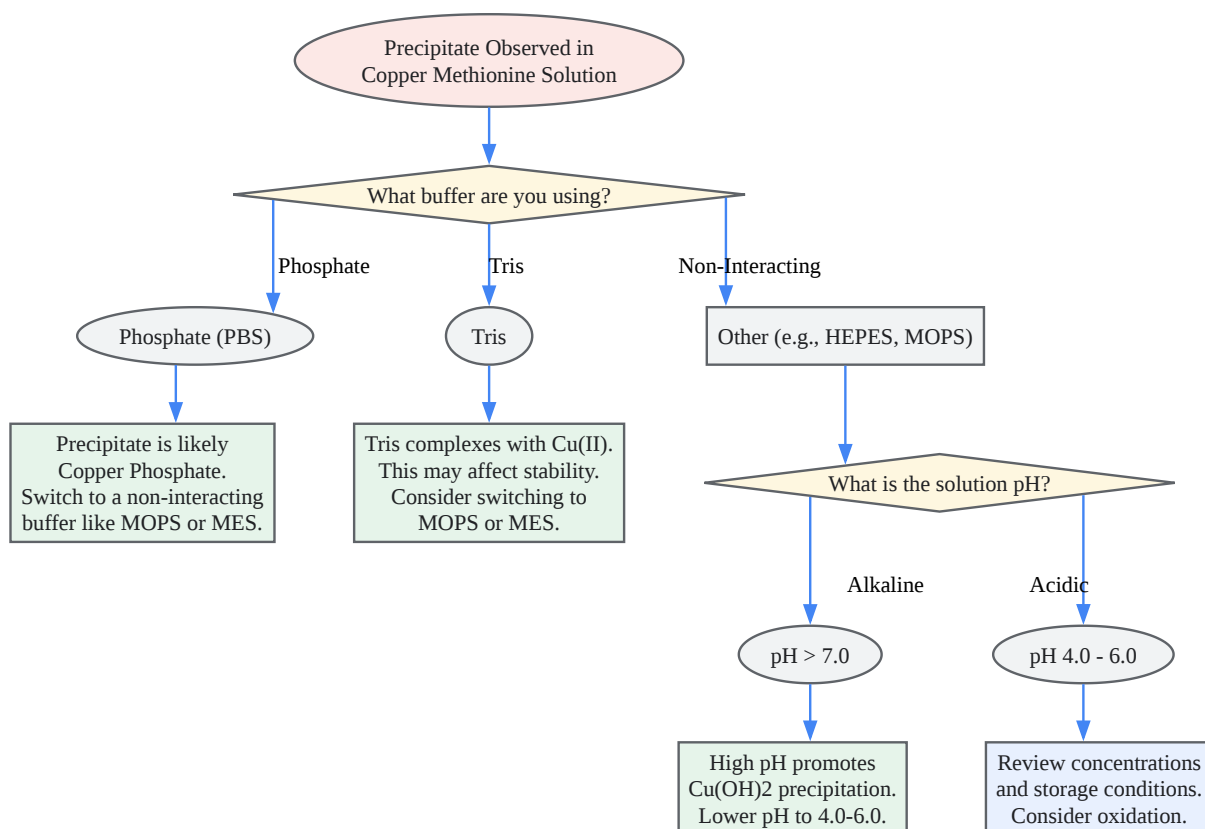 Precipitate Observed in
Copper Methionine Solution
What buffer are you using?
Phosphate
Tris
Non-Interacting
Phosphate (PBS)
Tris
Other (e.g., HEPES, MOPS)
Precipitate is likely
Copper Phosphate.
Switch to a non-interacting
buffer like MOPS or MES.
Tris complexes with Cu(II).
This may affect stability.
Consider switching to
MOPS or MES.
What is the solution pH?
Alkaline
Acidic
pH > 7.0
pH 4.0 - 6.0
High pH promotes
Cu(OH)2 precipitation.
Lower pH to 4.0-6.0.
Review concentrations
and storage conditions.
Consider oxidation.